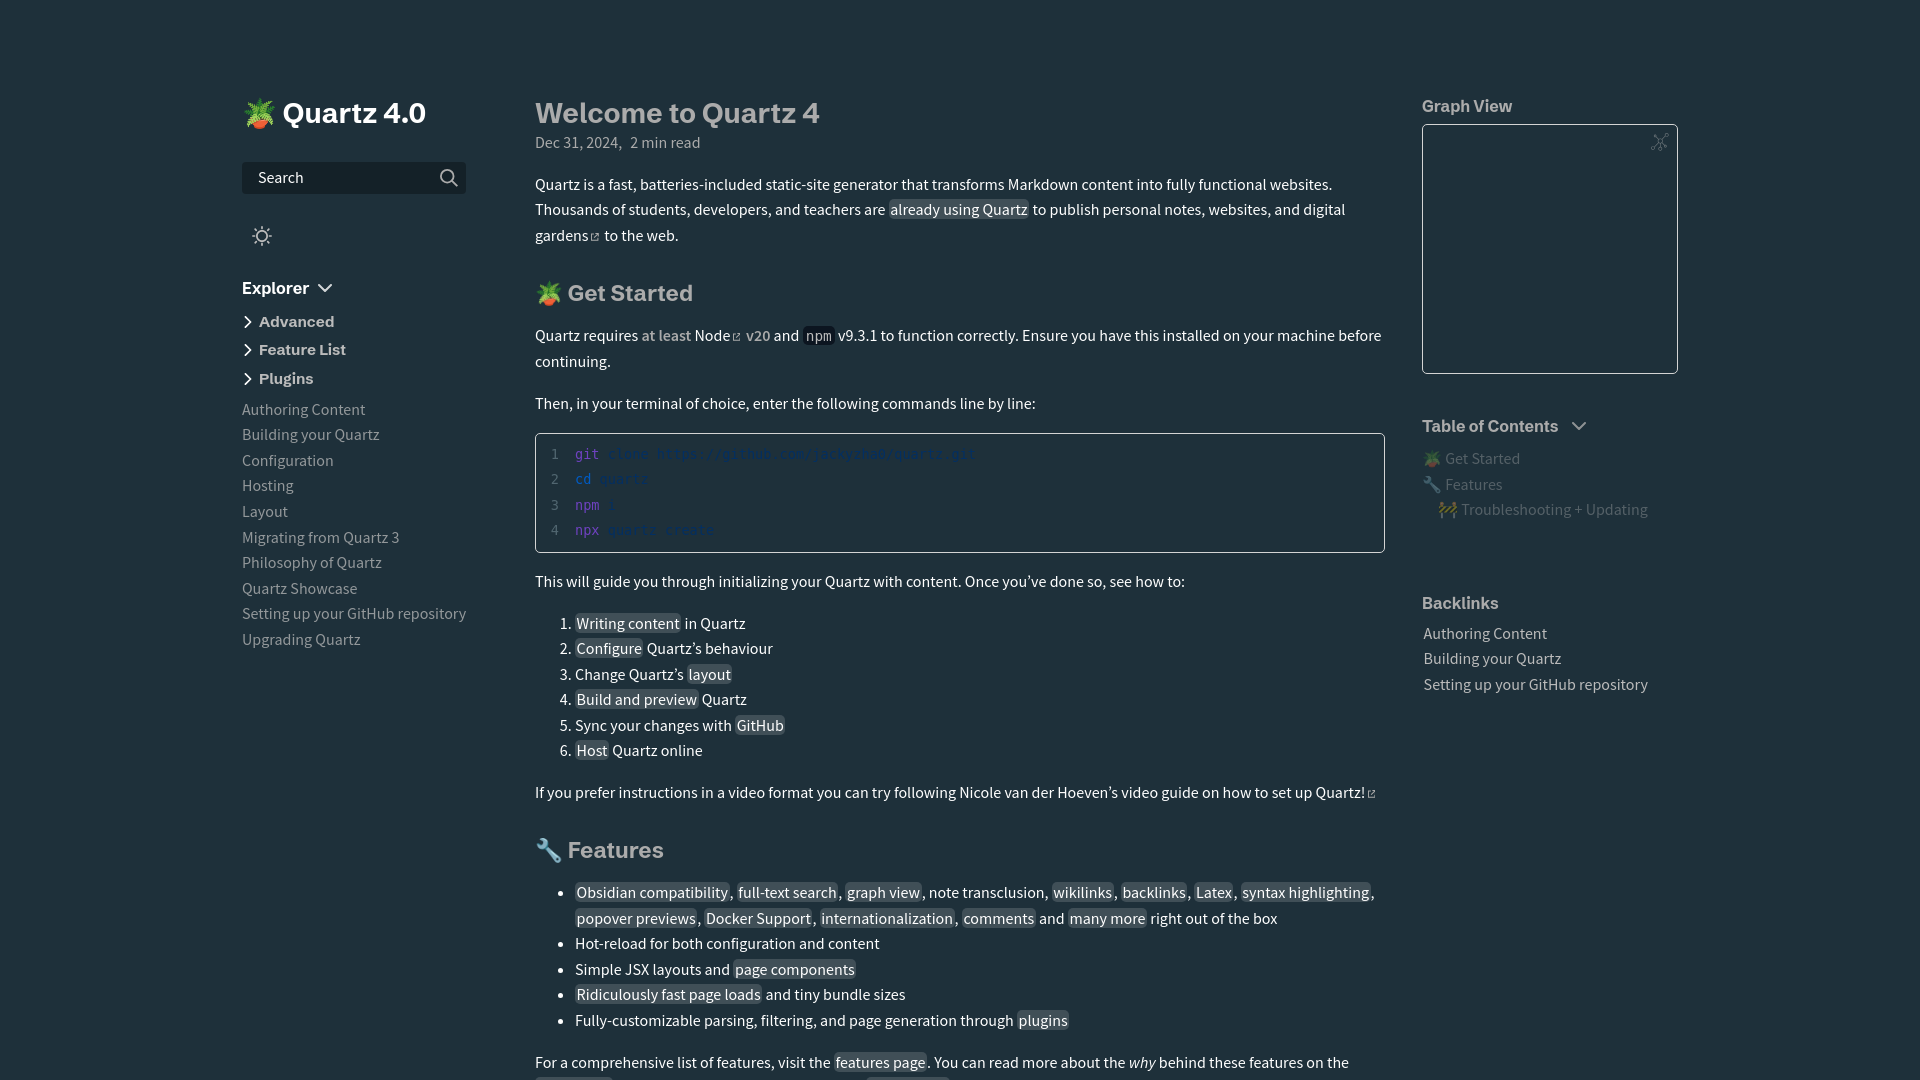 🪴 Quartz 4.0
Search
Explorer
Advanced
Feature List
Plugins
Authoring Content
Building your Quartz
Configuration
Hosting
Layout
Migrating from Quartz 3
Philosophy of Quartz
Quartz Showcase
Setting up your GitHub repository
Upgrading Quartz
Welcome to Quartz 4
Dec 31, 2024, 2 min read
Quartz is a fast, batteries-included static-site generator that transforms Markdown content into fully functional websites.
Thousands of students, developers, and teachers are already using Quartz to publish personal notes, websites, and digital
gardens to the web.
🪴 Get Started
Quartz requires at least Node v20 and npm v9.3.1 to function correctly. Ensure you have this installed on your machine before
continuing.
Then, in your terminal of choice, enter the following commands line by line:
1 git clone https://github.com/jackyzha0/quartz.git
2 cd quartz
3 npm i
4 npx quartz create
This will guide you through initializing your Quartz with content. Once you’ve done so, see how to:
1. Writing content in Quartz
2. Configure Quartz’s behaviour
3. Change Quartz’s layout
4. Build and preview Quartz
5. Sync your changes with GitHub
6. Host Quartz online
If you prefer instructions in a video format you can try following Nicole van der Hoeven’s video guide on how to set up Quartz!
🔧 Features
• Obsidian compatibility, full-text search, graph view, note transclusion, wikilinks, backlinks, Latex, syntax highlighting,
popover previews, Docker Support, internationalization, comments and many more right out of the box
• Hot-reload for both configuration and content
• Simple JSX layouts and page components
• Ridiculously fast page loads and tiny bundle sizes
• Fully-customizable parsing, filtering, and page generation through plugins
For a comprehensive list of features, visit the features page. You can read more about the why behind these features on the
Graph View
Table of Contents
🪴 Get Started
🔧 Features
🚧 Troubleshooting + Updating
Backlinks
Authoring Content
Building your Quartz
Setting up your GitHub repository